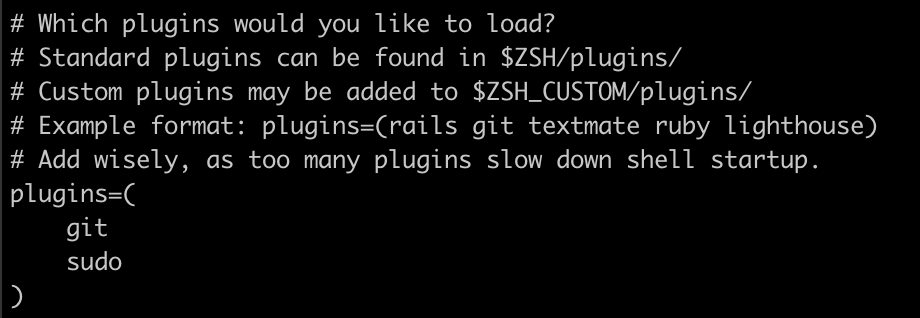 # Which plugins would you like to load?
# Standard plugins can be found in $ZSH/plugins/
# Custom plugins may be added to $ZSH_CUSTOM/plugins/
# Example format: plugins=(rails git textmate ruby lighthouse)
# Add wisely, as too many plugins slow down shell startup.
plugins=(
    git
    sudo
)